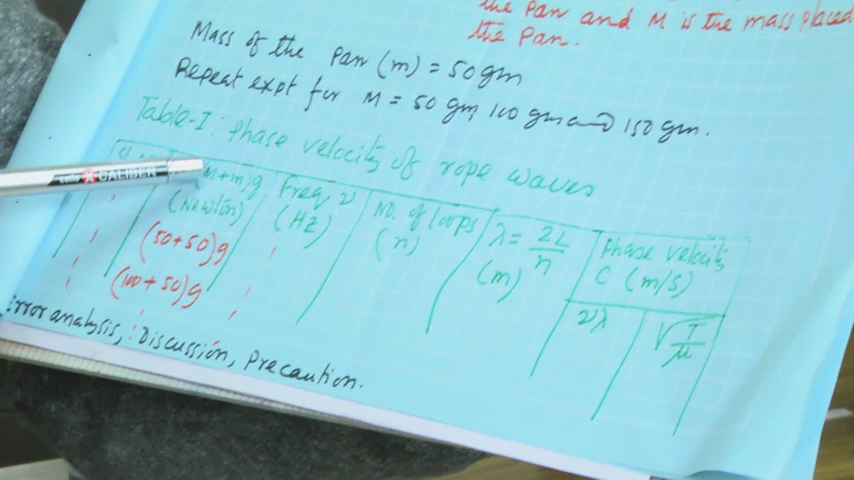 the Pan and M is the mass placed
the Pan.
Mass of the Pan (m) = 50gm
Repeat expt for M = 50 gm, 100 gm and 150 gm.
Table-I: Phase velocity of rope waves
M+m)g (Newton) Freq ν (Hz) NO. of loops (n) λ = 2L/n (m) Phase velocity C (m/s)
νλ √T/μ
(50+50)g
(100+50)g
Error analysis, Discussion, precaution.
CALIBER